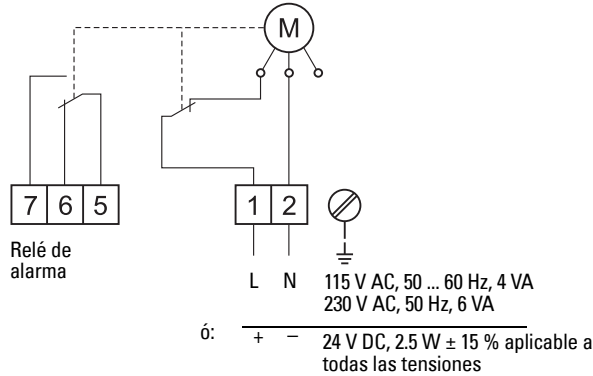 M
7 6 5
1 2
Relé de
alarma
L N
115 V AC, 50 ... 60 Hz, 4 VA
230 V AC, 50 Hz, 6 VA
ó: + – 24 V DC, 2.5 W ± 15 % aplicable a
todas las tensiones